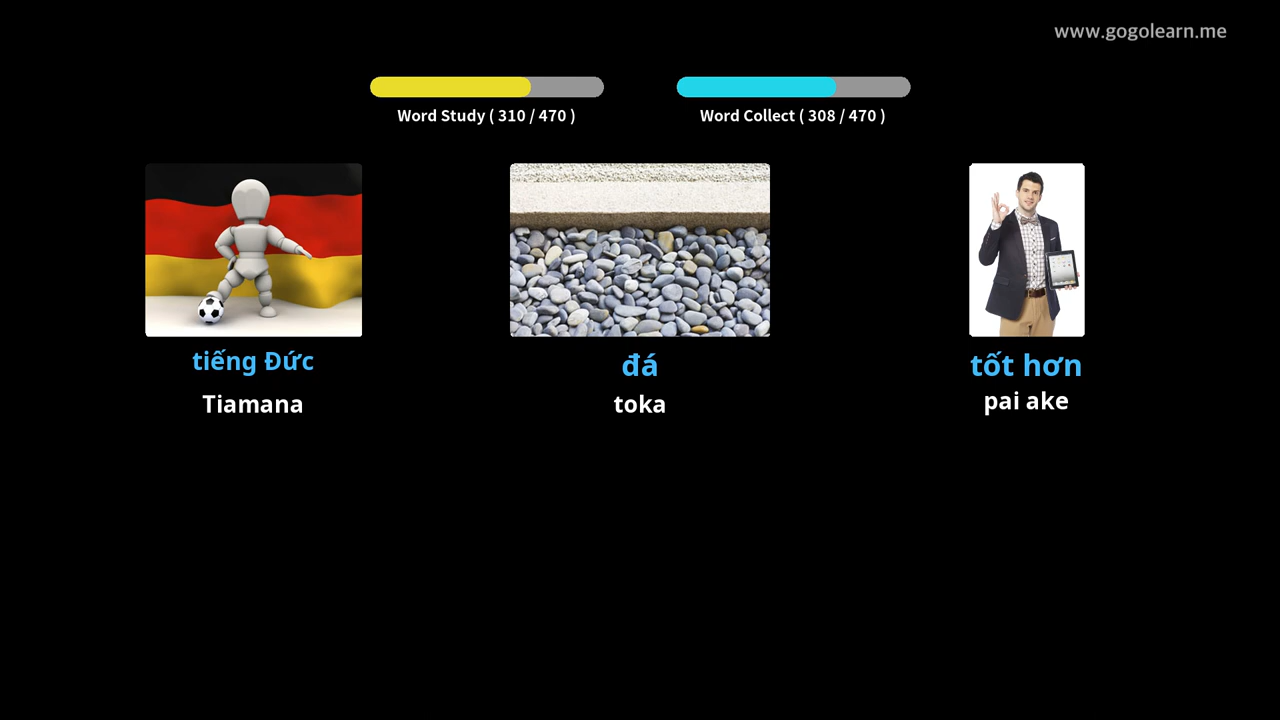 www.gogolearn.me
Word Study ( 310 / 470 )
Word Collect ( 308 / 470 )
tiếng Đức
Tiamana
đá
toka
tốt hơn
pai ake